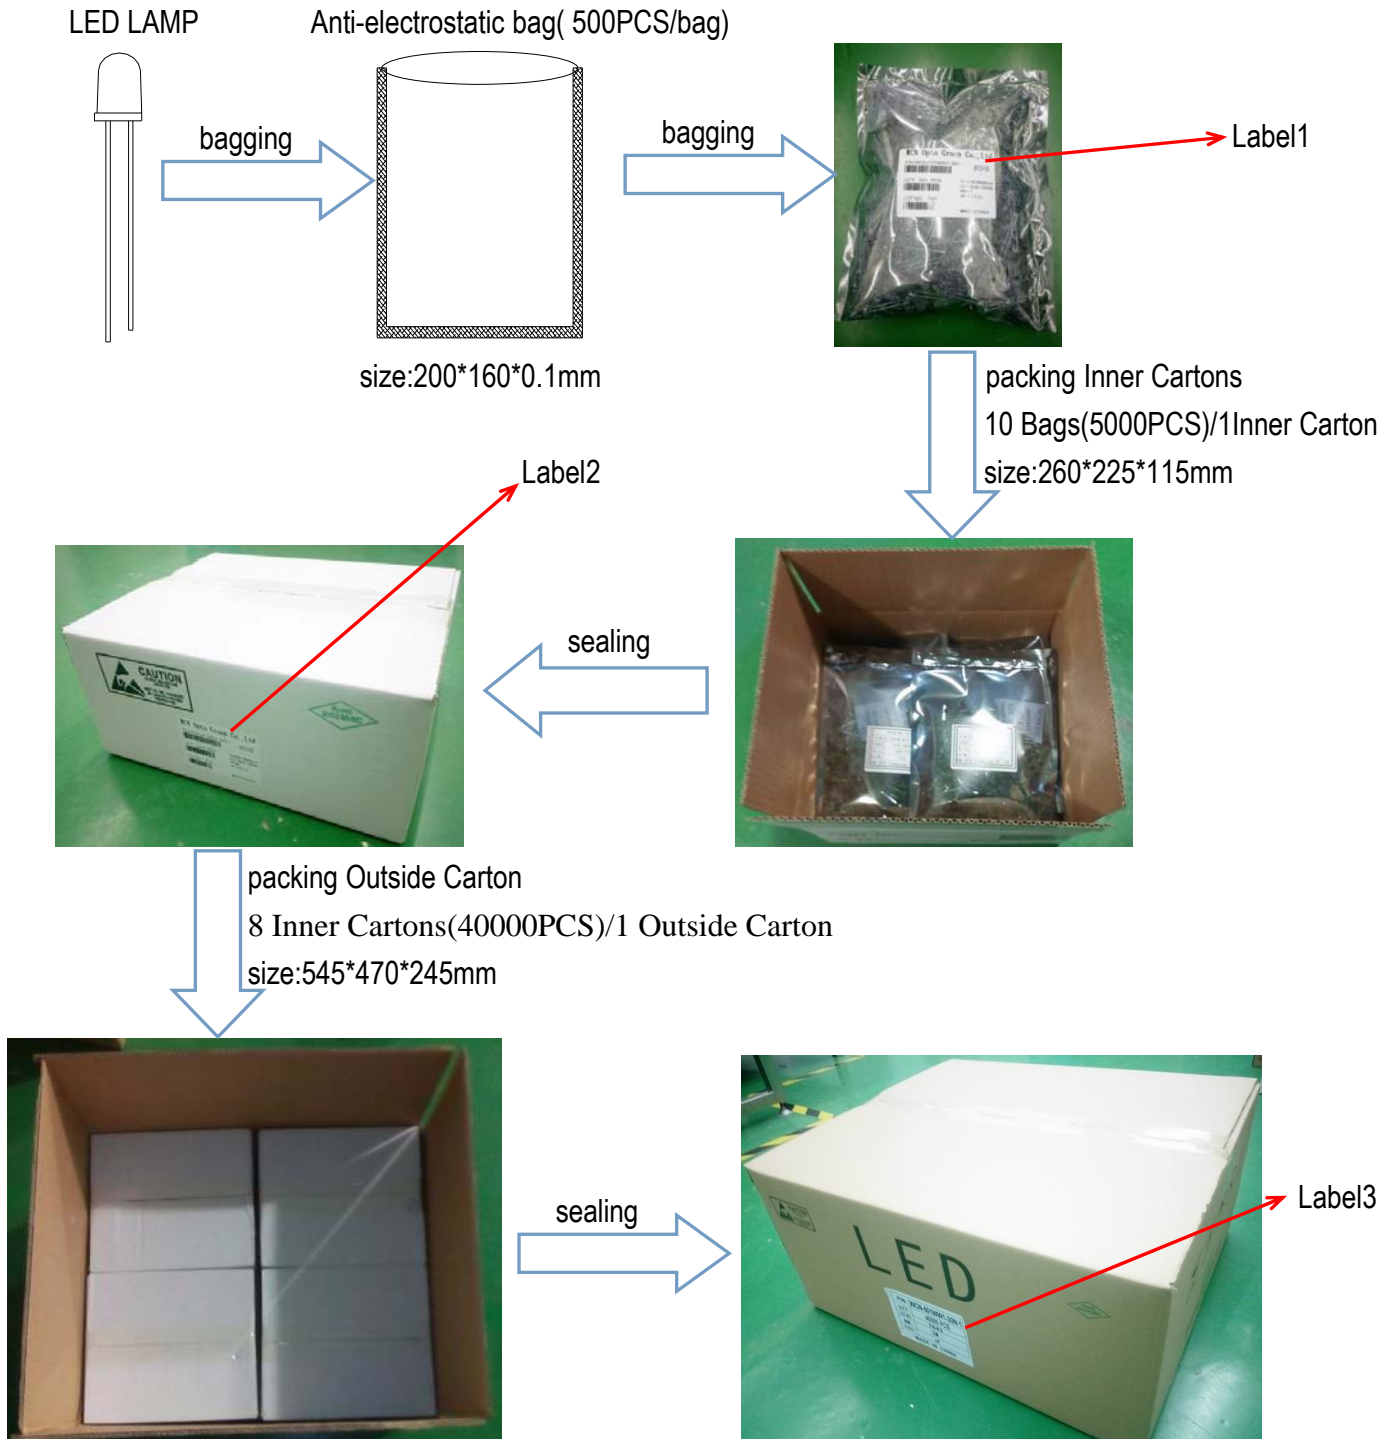 LED LAMP
Anti-electrostatic bag( 500PCS/bag)
bagging
bagging
Label1
size:200*160*0.1mm
packing Inner Cartons
10 Bags(5000PCS)/1Inner Carton
size:260*225*115mm
Label2
sealing
CAUTION
packing Outside Carton
8 Inner Cartons(40000PCS)/1 Outside Carton
size:545*470*245mm
sealing
Label3
LED